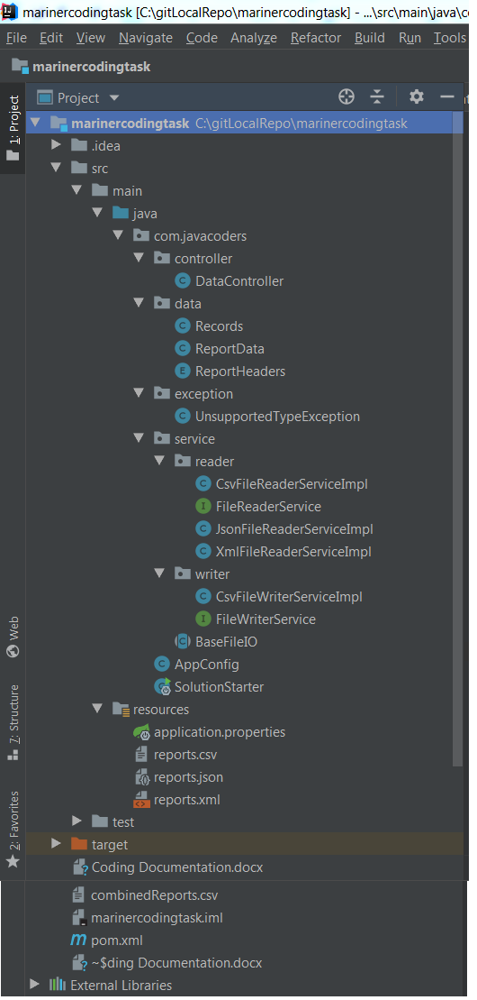 marinercodingtask [C:\gitLocalRepo\marinercodingtask] - ...\src\main\java\c
File Edit View Navigate Code Analyze Refactor Build Run Tools
marinercodingtask
Project
1: Project
marinercodingtask C:\gitLocalRepo\marinercodingtask
.idea
src
main
java
com.javacoders
controller
DataController
data
Records
ReportData
ReportHeaders
exception
UnsupportedTypeException
service
reader
CsvFileReaderServiceImpl
FileReaderService
JsonFileReaderServiceImpl
XmlFileReaderServiceImpl
writer
CsvFileWriterServiceImpl
FileWriterService
Web
BaseFileIO
AppConfig
SolutionStarter
7: Structure
resources
application.properties
reports.csv
reports.json
reports.xml
2: Favorites
test
target
Coding Documentation.docx
combinedReports.csv
marinercodingtask.iml
pom.xml
~$ding Documentation.docx
External Libraries